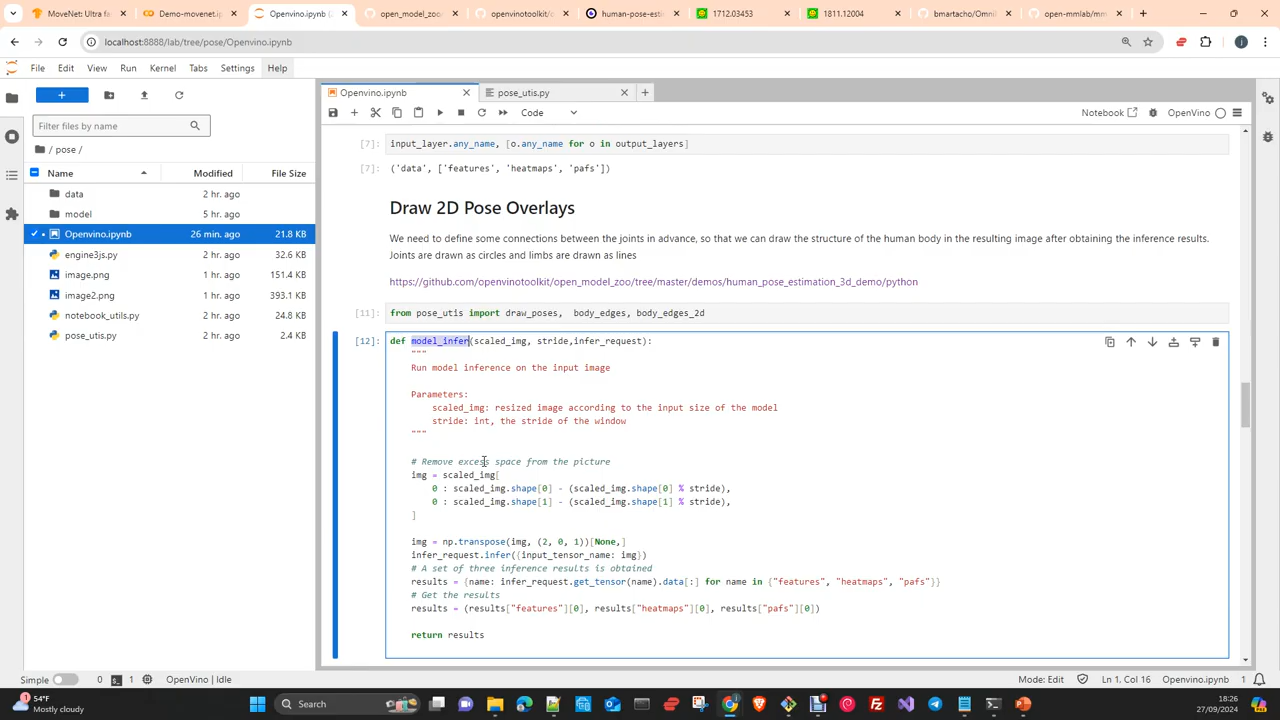 MoveNet: Ultra fa
Demo-movenet.ip
Openvino.ipynb (
open_model_zoo/
openvinotoolkit/o
human-pose-esti
1712.03453
1811.12004
bmartacho/Omni
open-mmlab/mm
localhost:8888/lab/tree/pose/Openvino.ipynb
File Edit View Run Kernel Tabs Settings Help
Filter files by name
/ pose /
Name Modified File Size
data 2 hr. ago
model 5 hr. ago
Openvino.ipynb 26 min. ago 21.8 KB
engine3js.py 2 hr. ago 32.6 KB
image.png 1 hr. ago 151.4 KB
image2.png 1 hr. ago 393.1 KB
notebook_utils.py 2 hr. ago 24.8 KB
pose_utis.py 1 hr. ago 2.4 KB
Openvino.ipynb
pose_utis.py
Code
Notebook
OpenVino
[7]: input_layer.any_name, [o.any_name for o in output_layers]
[7]: ('data', ['features', 'heatmaps', 'pafs'])
Draw 2D Pose Overlays
We need to define some connections between the joints in advance, so that we can draw the structure of the human body in the resulting image after obtaining the inference results.
Joints are drawn as circles and limbs are drawn as lines
https://github.com/openvinotoolkit/open_model_zoo/tree/master/demos/human_pose_estimation_3d_demo/python
[11]: from pose_utis import draw_poses, body_edges, body_edges_2d
[12]: def model_infer(scaled_img, stride,infer_request):
"""
Run model inference on the input image
Parameters:
scaled_img: resized image according to the input size of the model
stride: int, the stride of the window
"""
# Remove excess space from the picture
img = scaled_img[
0 : scaled_img.shape[0] - (scaled_img.shape[0] % stride),
0 : scaled_img.shape[1] - (scaled_img.shape[1] % stride),
]
img = np.transpose(img, (2, 0, 1))[None,]
infer_request.infer({input_tensor_name: img})
# A set of three inference results is obtained
results = {name: infer_request.get_tensor(name).data[:] for name in {"features", "heatmaps", "pafs"}}
# Get the results
results = (results["features"][0], results["heatmaps"][0], results["pafs"][0])
return results
Simple 0 1 OpenVino | Idle Mode: Edit Ln 1, Col 16 Openvino.ipynb 1
54°F
Mostly cloudy
Search
18:26
27/09/2024